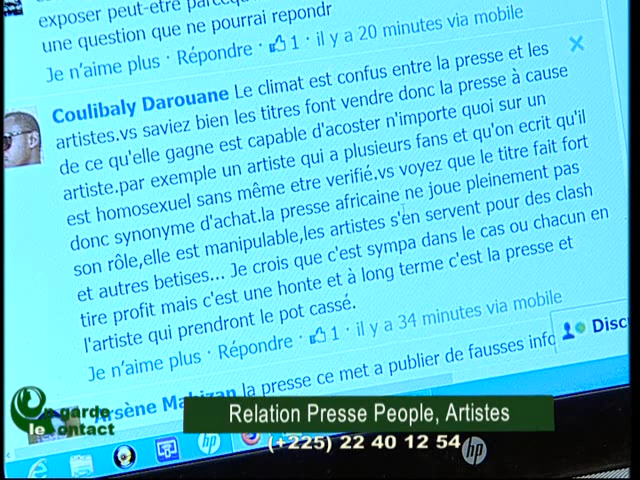 exposer peut-être
une question que ne pourrai repondr
Je n'aime plus · Répondre · 1 · il y a 20 minutes via mobile
Coulibaly Darouane Le climat est confus entre la presse et les
artistes.vs saviez bien les titres font vendre donc la presse à cause
de ce qu'elle gagne est capable d'acoster n'importe quoi sur un
artiste.par exemple un artiste qui a plusieurs fans et qu'on ecrit qu'il
est homosexuel sans même etre verifié.vs voyez que le titre fait fort
donc synonyme d'achat.la presse africaine ne joue pleinement pas
son rôle,elle est manipulable,les artistes s'en servent pour des clash
et autres betises... Je crois que c'est sympa dans le cas ou chacun en
tire profit mais c'est une honte et à long terme c'est la presse et
l'artiste qui prendront le pot cassé.
Je n'aime plus · Répondre · 1 · il y a 34 minutes via mobile
Disc
Arsène la presse ce met a publier de fausses info
On garde
le Contact
Relation Presse People, Artistes
(+225) 22 40 12 54
hp
hp